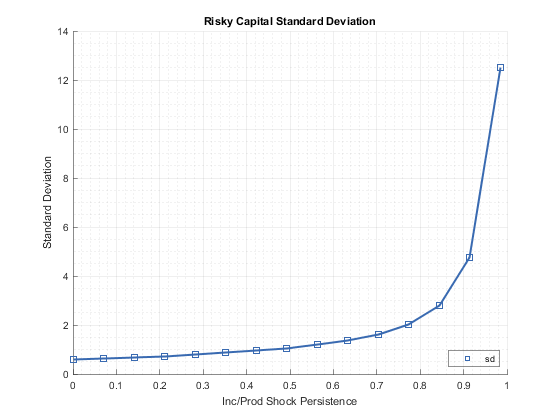 Risky Capital Standard Deviation
14
12
10
8
6
4
2
0
Standard Deviation
sd
0 0.1 0.2 0.3 0.4 0.5 0.6 0.7 0.8 0.9 1
Inc/Prod Shock Persistence